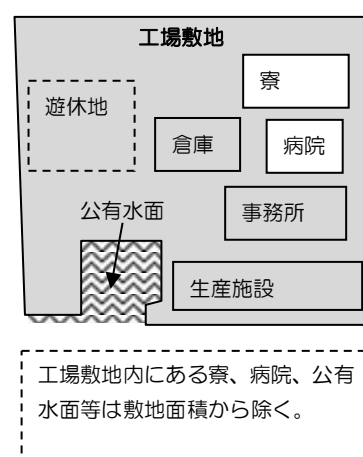 工場敷地
寮
遊休地
倉庫
病院
公有水面
事務所
生産施設
工場敷地内にある寮、病院、公有
水面等は敷地面積から除く。